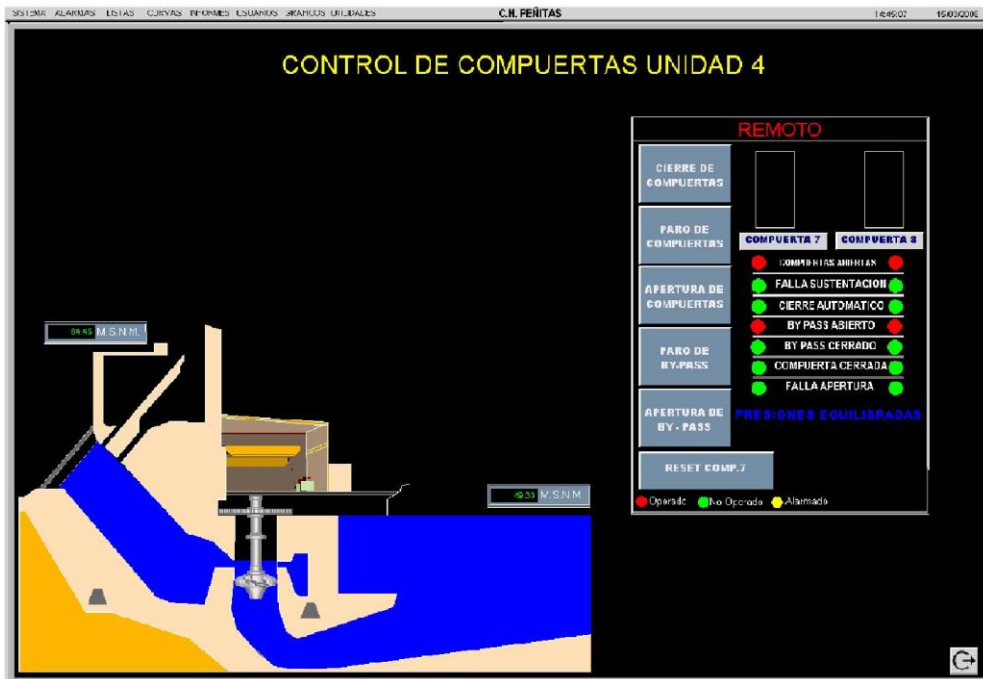 SISTEMA ALARMAS LISTAS CURVAS INFORMES USUARIOS GRAFICOS UTILIDADES C.H. PEÑITAS 14:45:07
CONTROL DE COMPUERTAS UNIDAD 4
REMOTO
CIERRE DE
COMPUERTAS
PARO DE
COMPUERTAS
APERTURA DE
COMPUERTAS
PARO DE
BY-PASS
APERTURA DE
BY - PASS
RESET COMP.7
COMPUERTA 7 COMPUERTA 8
COMPUERTAS ABIERTAS
FALLA SUSTENTACION
CIERRE AUTOMATICO
BY PASS ABIERTO
BY PASS CERRADO
COMPUERTA CERRADA
FALLA APERTURA
PRESIONES EQUILIBRADAS
Operado No Operado Alarmado
M.S.N.M.
M.S.N.M.